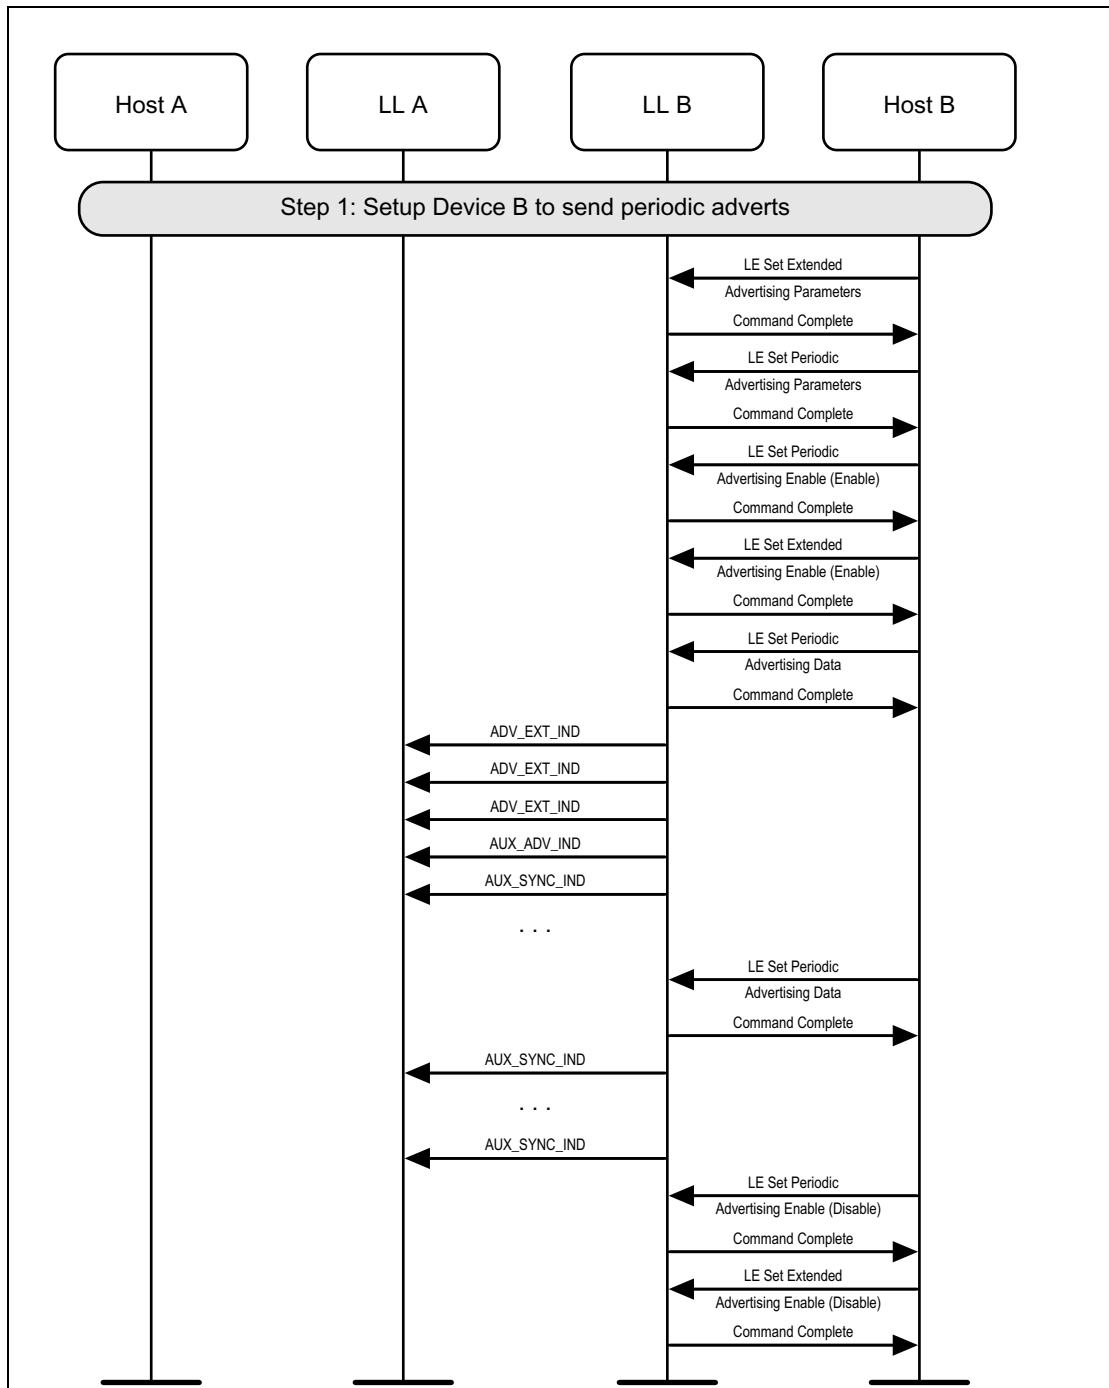 Host A
LL A
LL B
Host B
Step 1: Setup Device B to send periodic adverts
LE Set Extended
Advertising Parameters
Command Complete
LE Set Periodic
Advertising Parameters
Command Complete
LE Set Periodic
Advertising Enable (Enable)
Command Complete
LE Set Extended
Advertising Enable (Enable)
Command Complete
LE Set Periodic
Advertising Data
Command Complete
ADV_EXT_IND
ADV_EXT_IND
ADV_EXT_IND
AUX_ADV_IND
AUX_SYNC_IND
. . .
LE Set Periodic
Advertising Data
Command Complete
AUX_SYNC_IND
. . .
AUX_SYNC_IND
LE Set Periodic
Advertising Enable (Disable)
Command Complete
LE Set Extended
Advertising Enable (Disable)
Command Complete